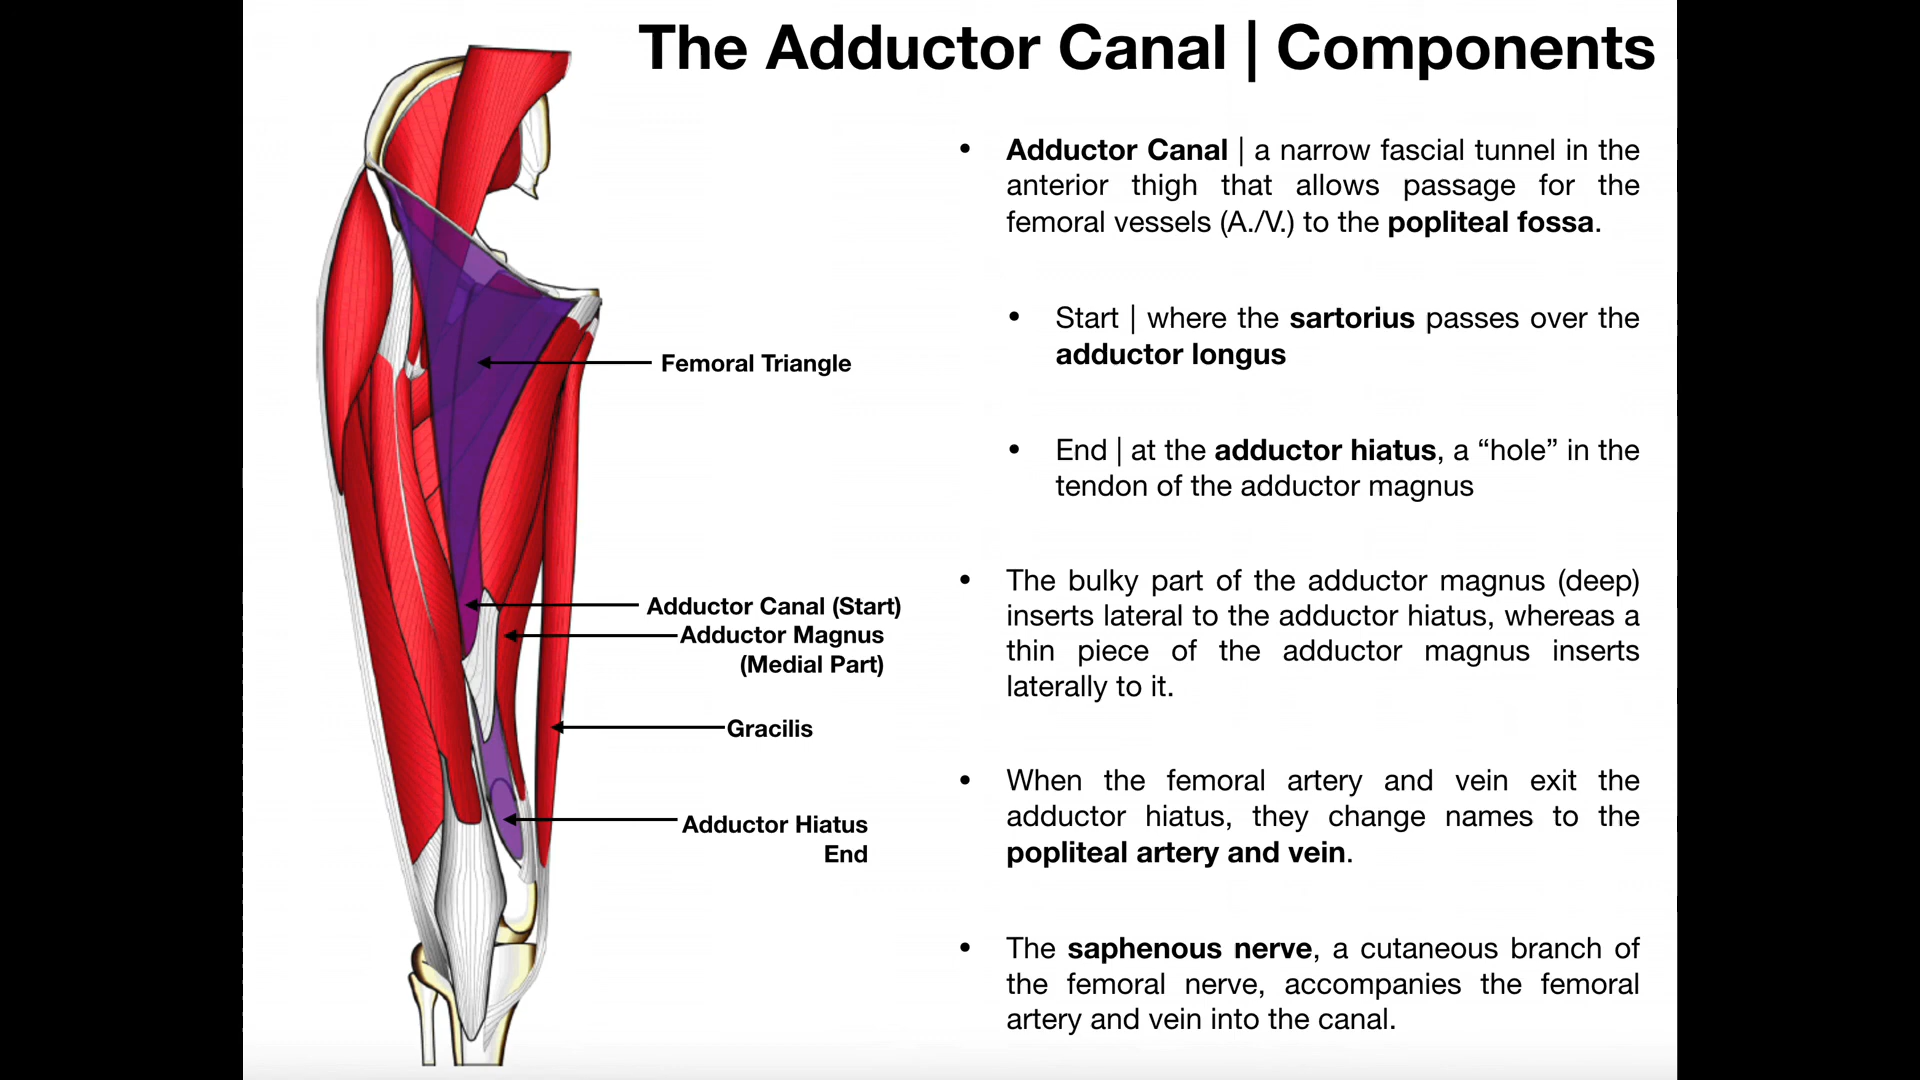 The Adductor Canal | Components
• Adductor Canal | a narrow fascial tunnel in the
anterior thigh that allows passage for the
femoral vessels (A./V.) to the popliteal fossa.
• Start | where the sartorius passes over the
adductor longus
• End | at the adductor hiatus, a “hole” in the
tendon of the adductor magnus
• The bulky part of the adductor magnus (deep)
inserts lateral to the adductor hiatus, whereas a
thin piece of the adductor magnus inserts
laterally to it.
• When the femoral artery and vein exit the
adductor hiatus, they change names to the
popliteal artery and vein.
• The saphenous nerve, a cutaneous branch of
the femoral nerve, accompanies the femoral
artery and vein into the canal.
Femoral Triangle
Adductor Canal (Start)
Adductor Magnus
(Medial Part)
Gracilis
Adductor Hiatus
End